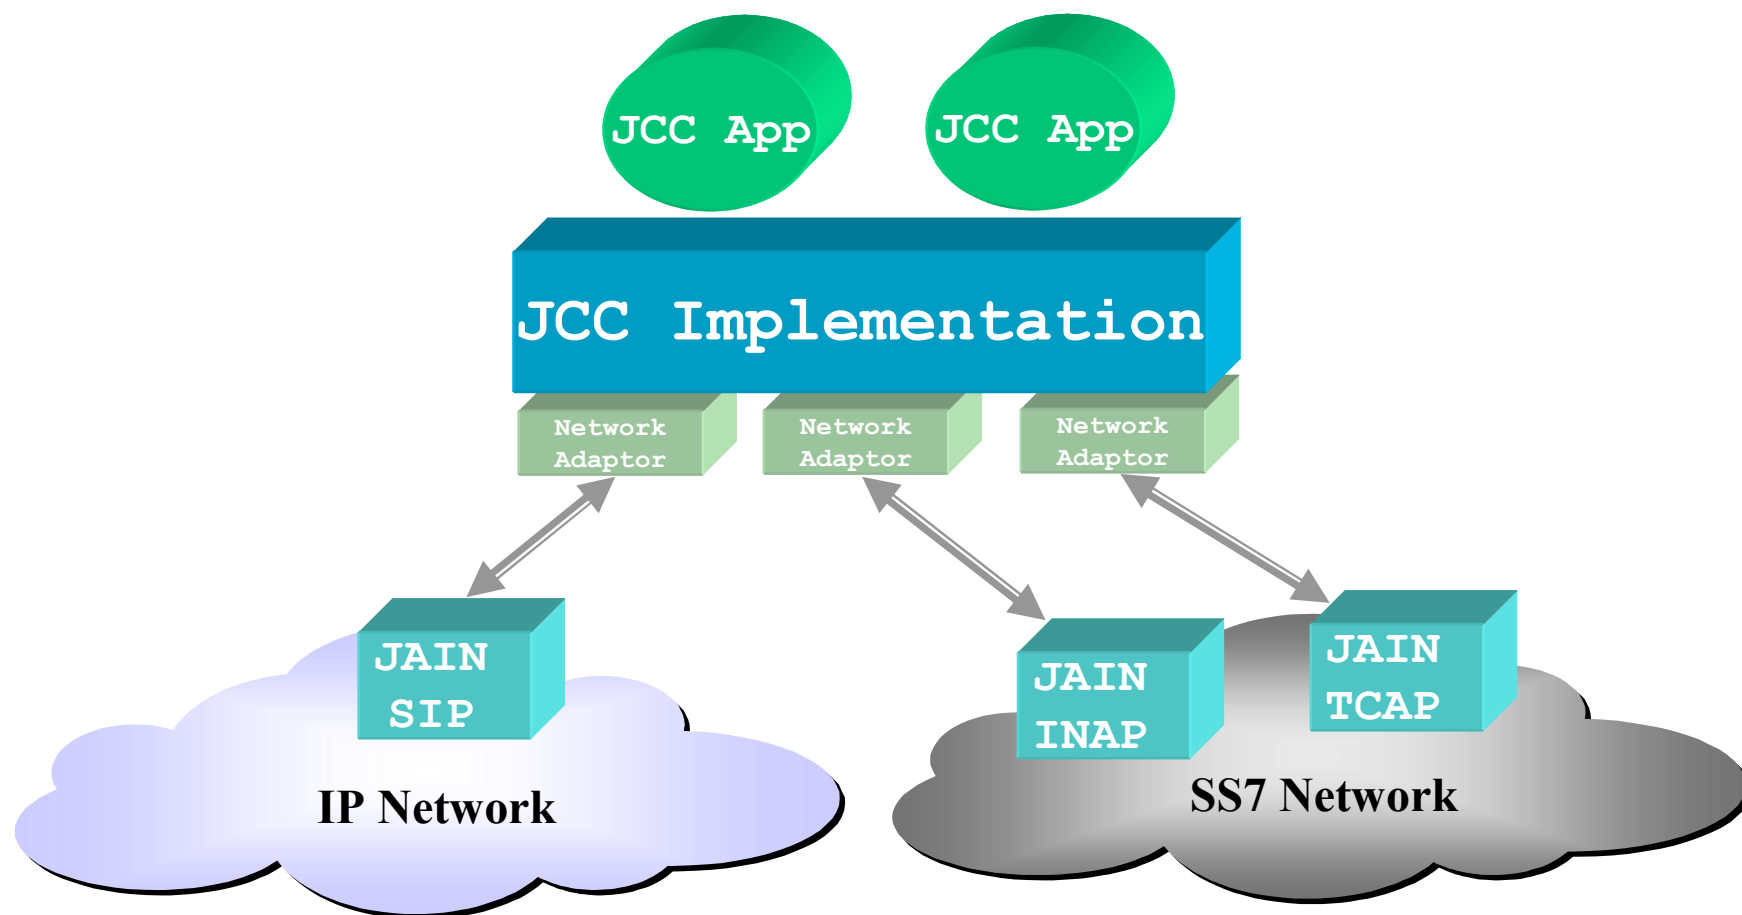 JCC App
JCC App
JCC Implementation
Network
Adaptor
Network
Adaptor
Network
Adaptor
JAIN
SIP
JAIN
INAP
JAIN
TCAP
IP Network
SS7 Network